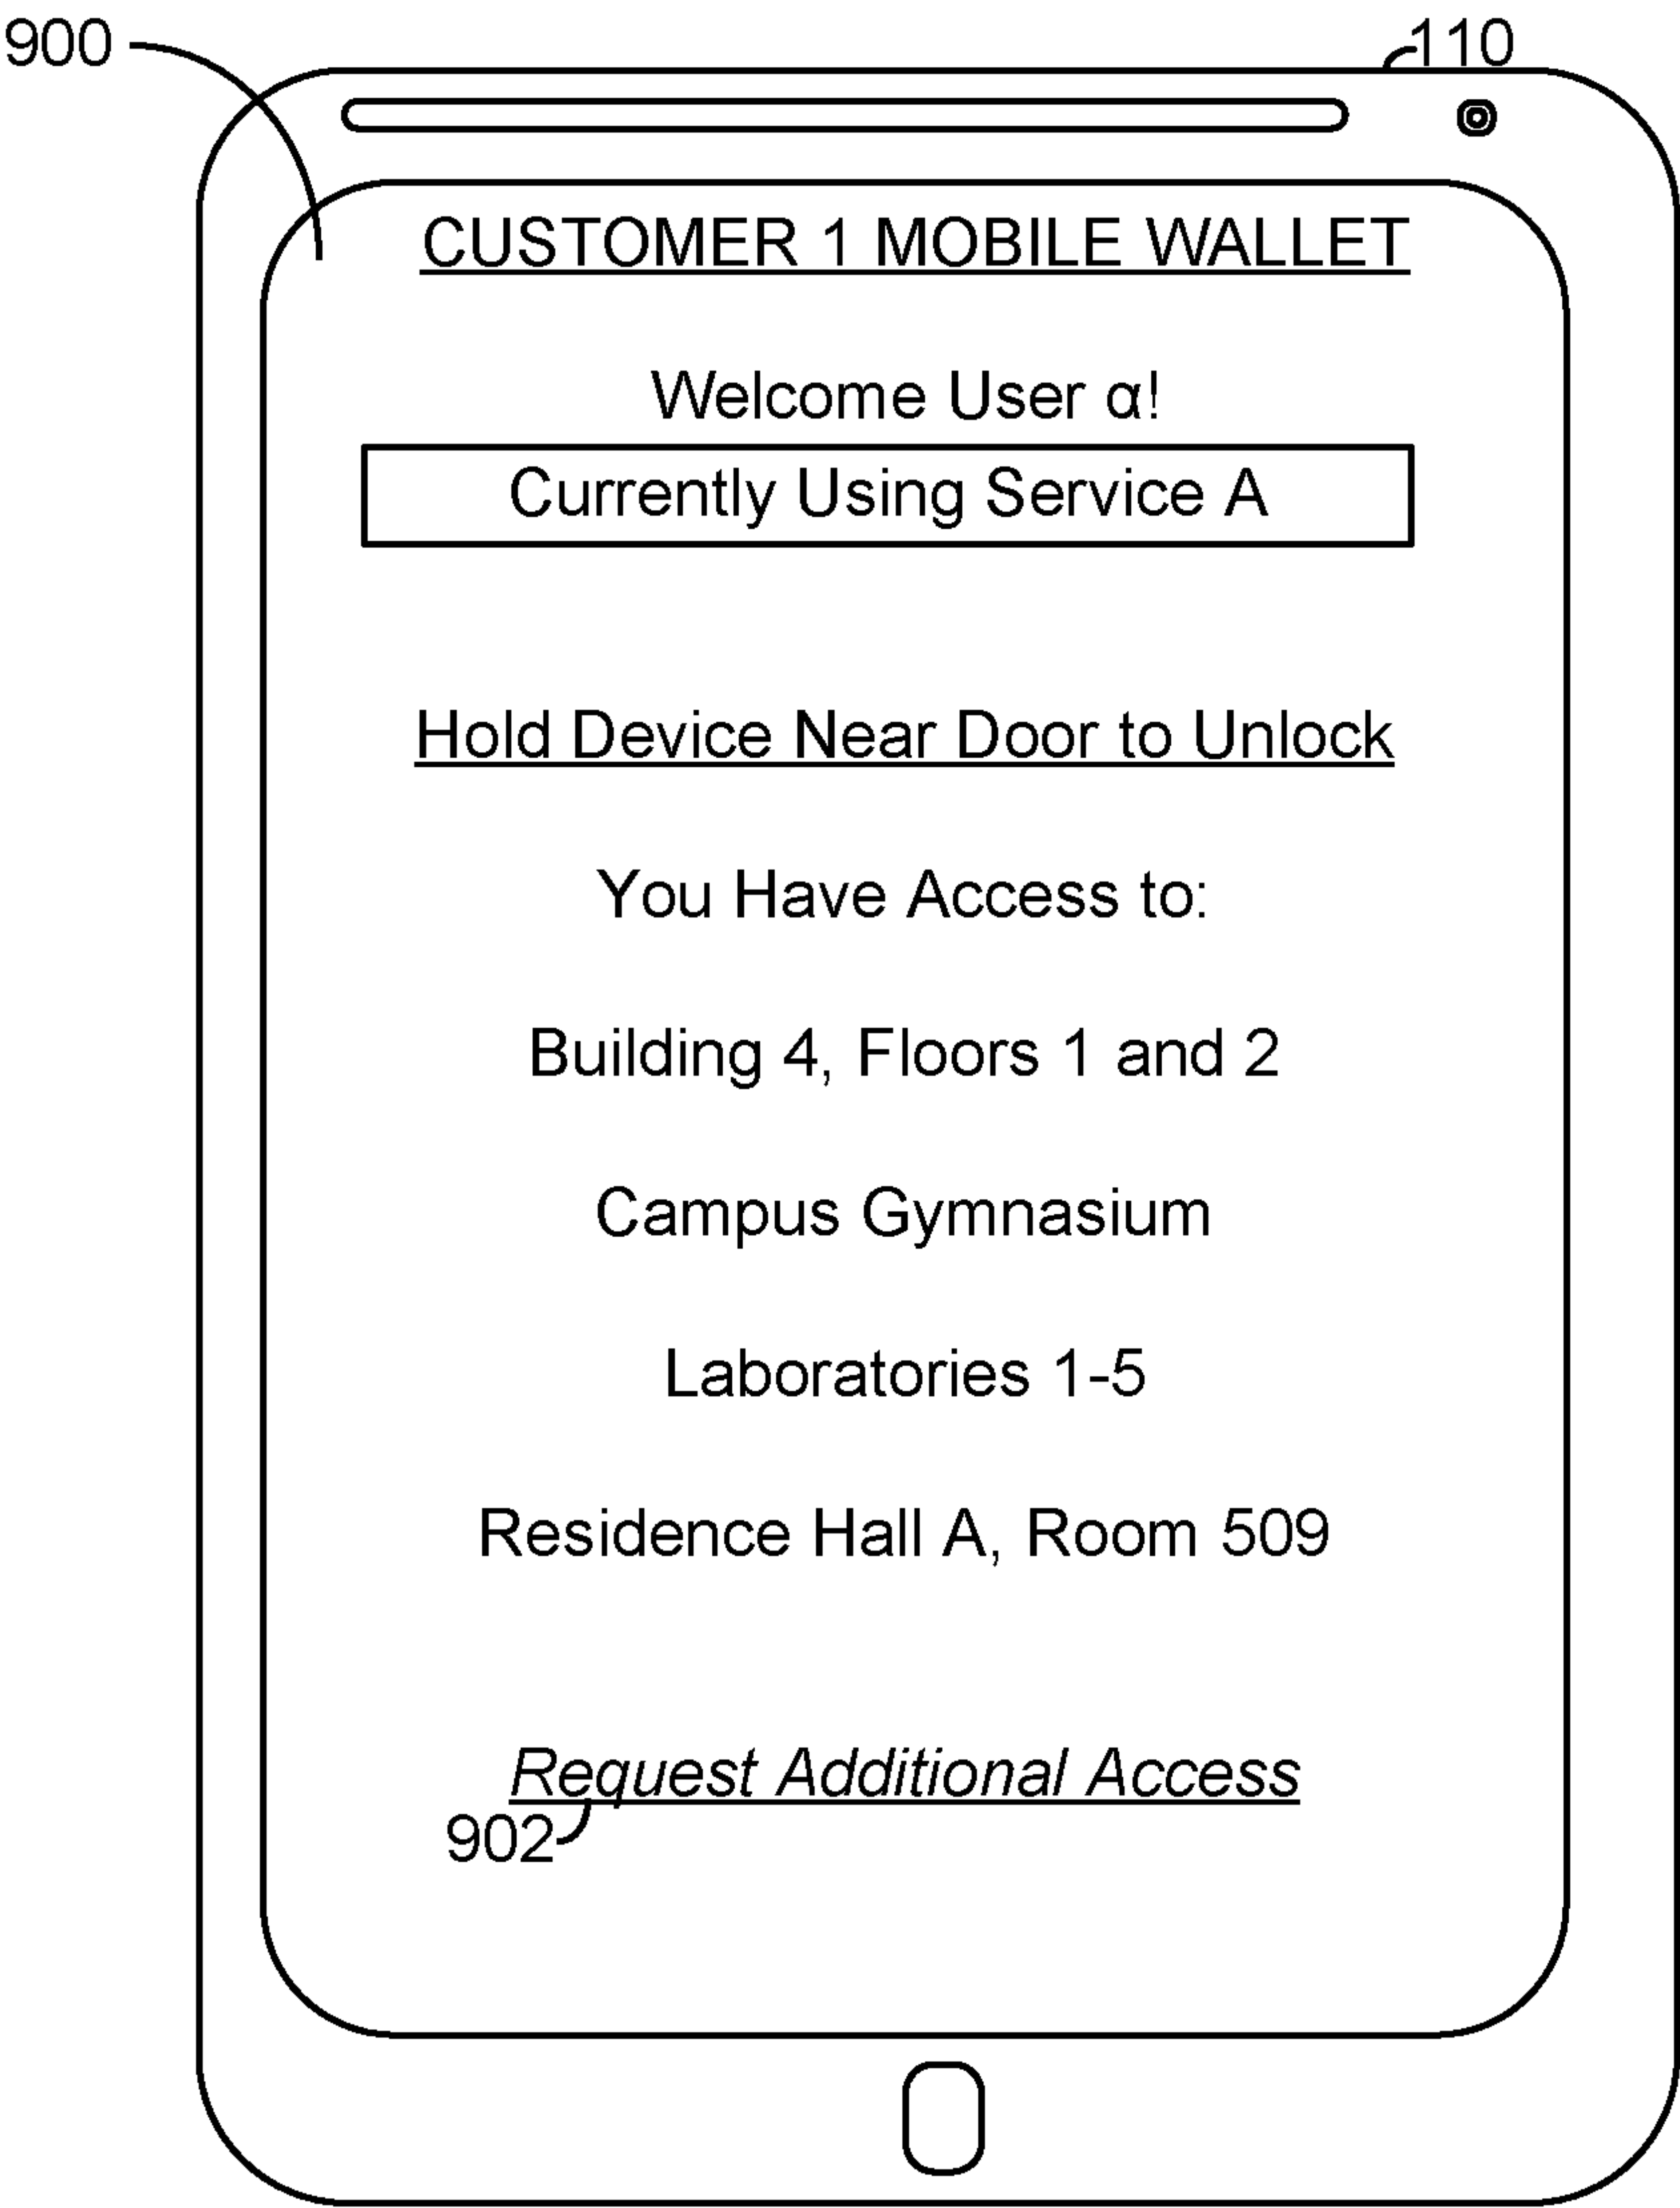 900
110
CUSTOMER 1 MOBILE WALLET
Welcome User α!
Currently Using Service A
Hold Device Near Door to Unlock
You Have Access to:
Building 4, Floors 1 and 2
Campus Gymnasium
Laboratories 1-5
Residence Hall A, Room 509
Request Additional Access
902